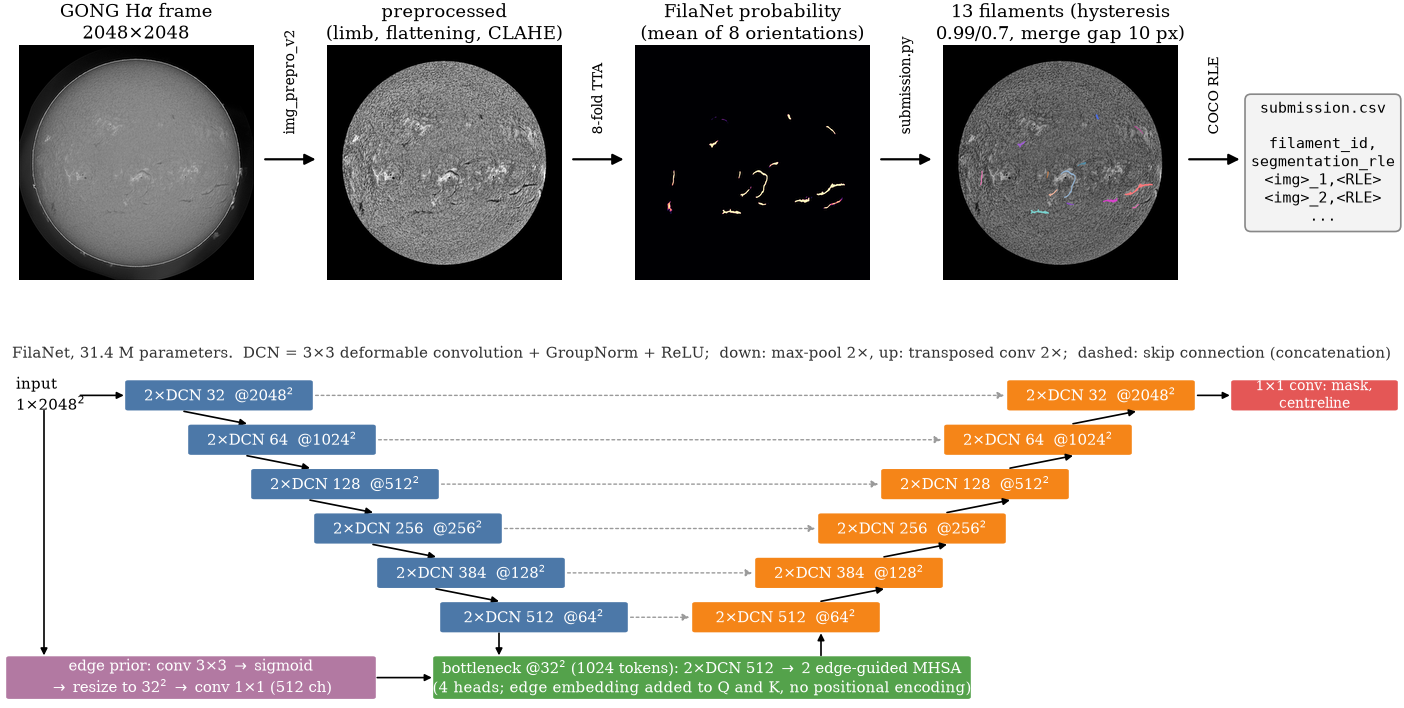 GONG Hα frame
2048×2048
img_prepro_v2
preprocessed
(limb, flattening, CLAHE)
8-fold TTA
FilaNet probability
(mean of 8 orientations)
submission.py
13 filaments (hysteresis
0.99/0.7, merge gap 10 px)
COCO RLE
submission.csv
filament_id,
segmentation_rle
<img>_1,<RLE>
<img>_2,<RLE>
...
FilaNet, 31.4 M parameters.  DCN = 3×3 deformable convolution + GroupNorm + ReLU;  down: max-pool 2×, up: transposed conv 2×;  dashed: skip connection (concatenation)
input
1×2048²
2×DCN 32  @2048²
2×DCN 32  @2048²
1×1 conv: mask,
centreline
2×DCN 64  @1024²
2×DCN 64  @1024²
2×DCN 128  @512²
2×DCN 128  @512²
2×DCN 256  @256²
2×DCN 256  @256²
2×DCN 384  @128²
2×DCN 384  @128²
2×DCN 512  @64²
2×DCN 512  @64²
edge prior: conv 3×3 → sigmoid
→ resize to 32² → conv 1×1 (512 ch)
bottleneck @32² (1024 tokens): 2×DCN 512 → 2 edge-guided MHSA
(4 heads; edge embedding added to Q and K, no positional encoding)